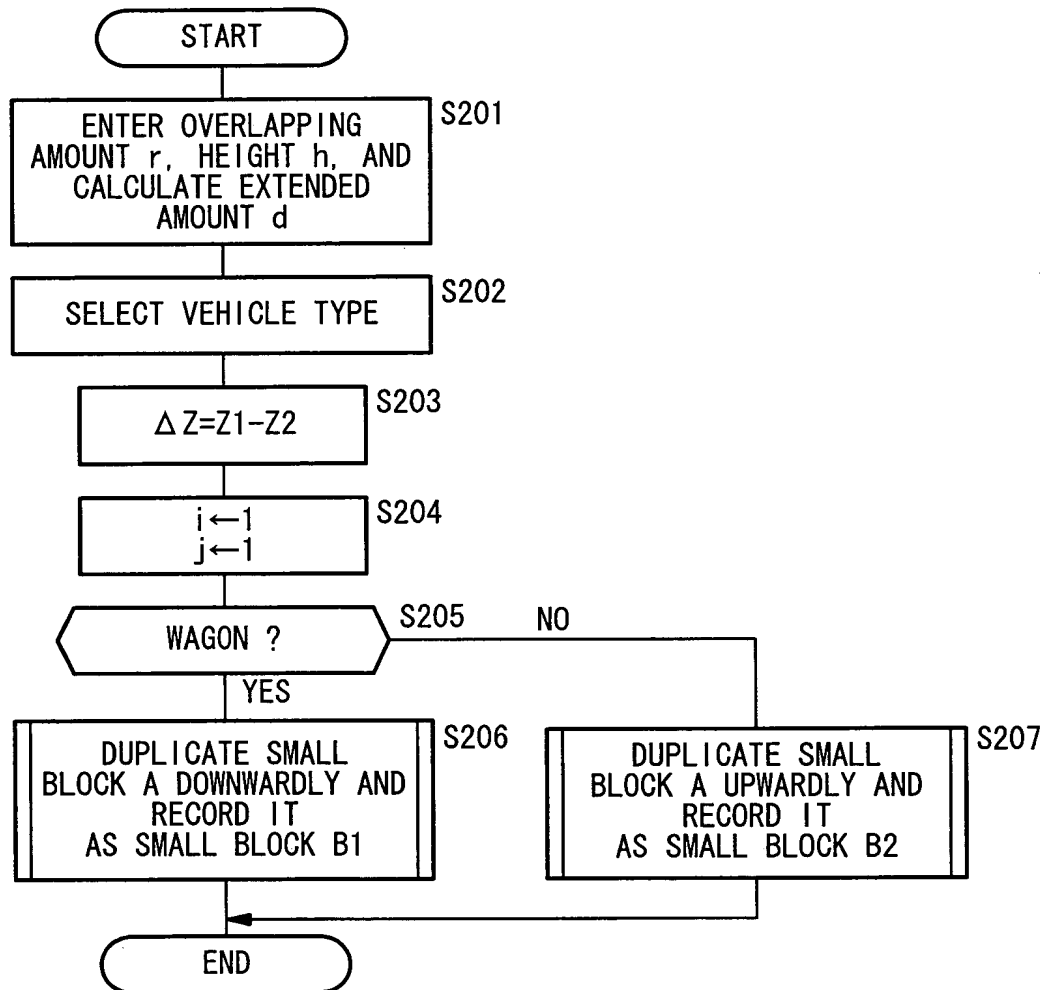 START
S201
ENTER OVERLAPPING
AMOUNT r, HEIGHT h, AND
CALCULATE EXTENDED
AMOUNT d
S202
SELECT VEHICLE TYPE
S203
ΔZ=Z1-Z2
S204
i←1
j←1
S205
WAGON ?
NO
YES
S206
DUPLICATE SMALL
BLOCK A DOWNWARDLY AND
RECORD IT
AS SMALL BLOCK B1
S207
DUPLICATE SMALL
BLOCK A UPWARDLY AND
RECORD IT
AS SMALL BLOCK B2
END